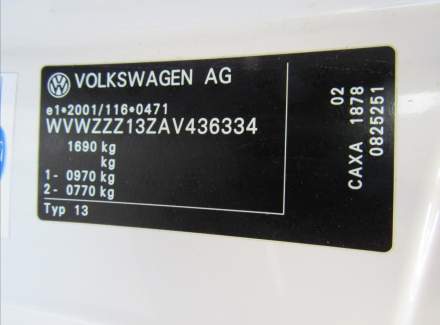 VOLKSWAGEN AG
e1*2001/116*0471
WVWZZZ13ZAV436334
1690 kg
kg
1- 0970 kg
2- 0770 kg
Typ 13
02
CAXA 1878
0825251